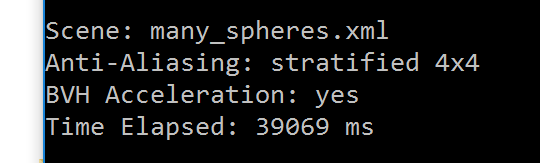 Scene: many_spheres.xml
Anti-Aliasing: stratified 4x4
BVH Acceleration: yes
Time Elapsed: 39069 ms